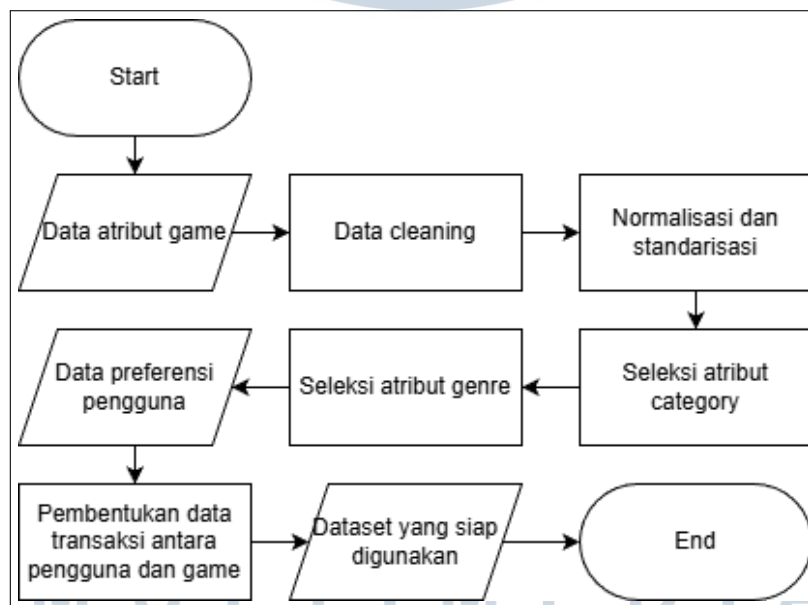 Start
Data atribut game
Data cleaning
Normalisasi dan
standarisasi
Seleksi atribut
category
Seleksi atribut genre
Data preferensi
pengguna
Pembentukan data
transaksi antara
pengguna dan game
Dataset yang siap
digunakan
End